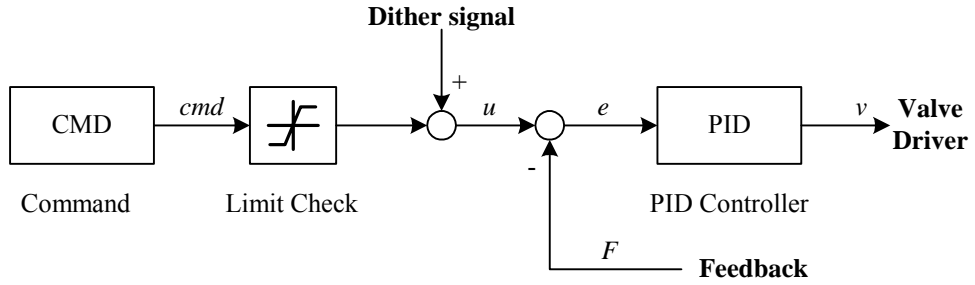 Dither signal
+
CMD
cmd
u
e
PID
v
Valve
Driver
-
Command
Limit Check
PID Controller
F
Feedback